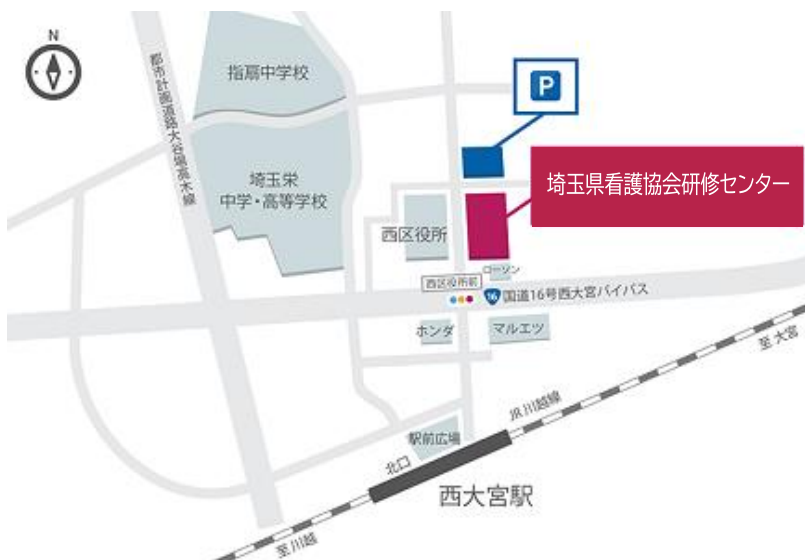 N
指扇中学校
都市計画道路大谷場高木線
P
埼玉栄
中学・高等学校
埼玉県看護協会研修センター
西区役所
ローソン
西区役所前
16
国道16号西大宮バイパス
ホンダ
マルエツ
至 大宮
JR 川越線
駅前広場
北口
西大宮駅
至 川越